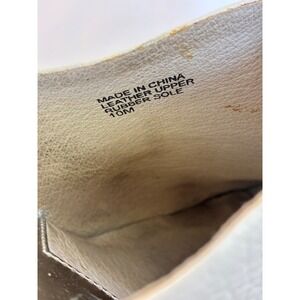 MADE IN CHINA
LEATHER UPPER
RUBBER SOLE
10M